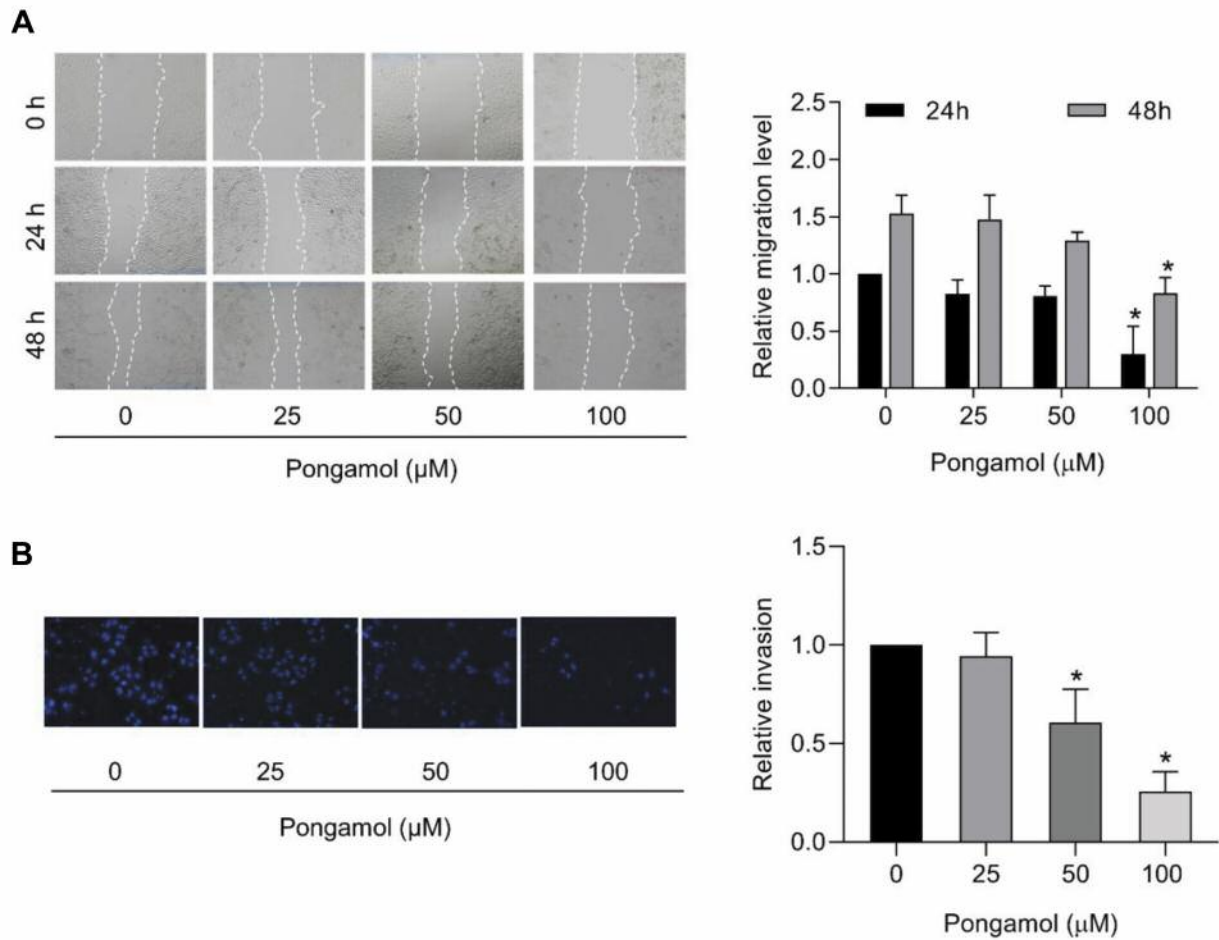 A
0 h
24 h
48 h
0 25 50 100
Pongamol (µM)
Relative migration level
2.5
2.0
1.5
1.0
0.5
0.0
24h 48h
*
*
0 25 50 100
Pongamol (µM)
B
0 25 50 100
Pongamol (µM)
Relative invasion
1.5
1.0
0.5
0.0
*
*
0 25 50 100
Pongamol (µM)